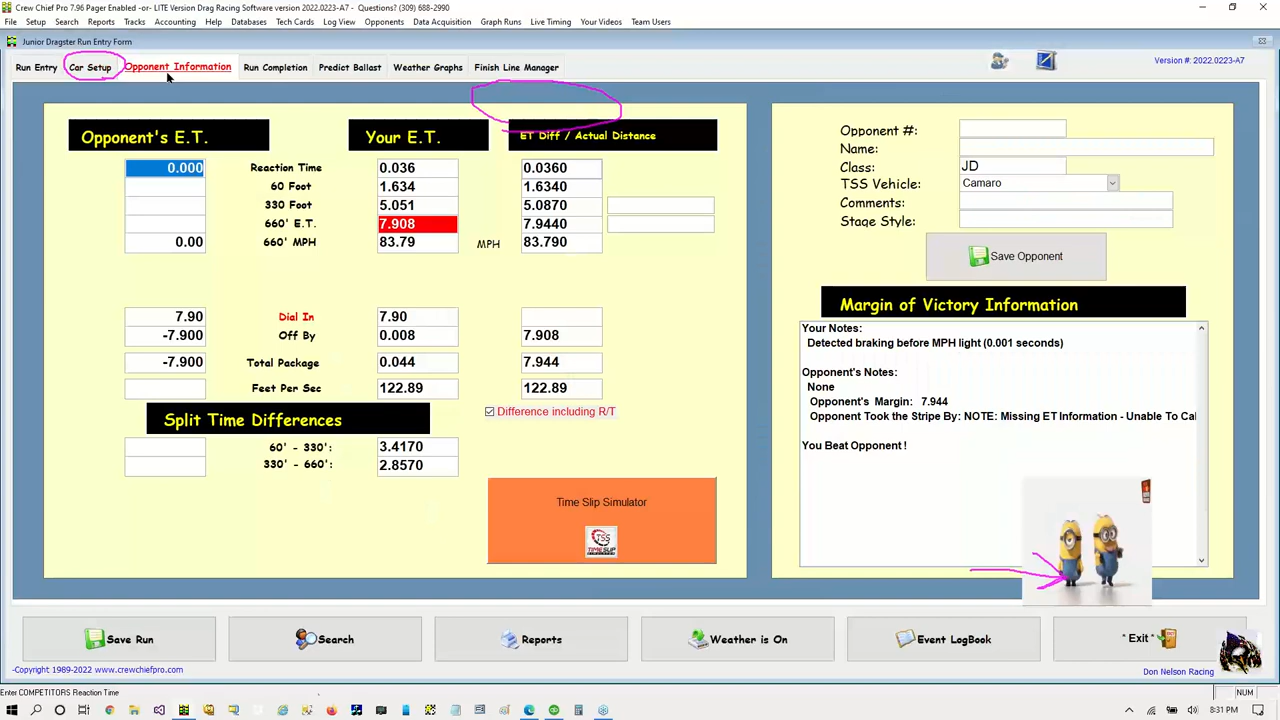 Crew Chief Pro 7.96 Pager Enabled -or- LITE Version Drag Racing Software version 2022.0223-A7 - Questions? (309) 688-2990
File Setup Search Reports Tracks Accounting Help Databases Tech Cards Log View Opponents Data Acquisition Graph Runs Live Timing Your Videos Team Users
Junior Dragster Run Entry Form
Run Entry Car Setup Opponent Information Run Completion Predict Ballast Weather Graphs Finish Line Manager Version #: 2022.0223-A7
Opponent's E.T. Your E.T. ET Diff / Actual Distance
0.000 Reaction Time 0.036 0.0360
60 Foot 1.634 1.6340
330 Foot 5.051 5.0870
660' E.T. 7.908 7.9440
0.00 660' MPH 83.79 MPH 83.790
7.90 Dial In 7.90
-7.900 Off By 0.008 7.908
-7.900 Total Package 0.044 7.944
Feet Per Sec 122.89 122.89
Difference including R/T
Split Time Differences
60' - 330': 3.4170
330' - 660': 2.8570
Time Slip Simulator
TSS
TIMESLIP
SIMULATOR
Opponent #:
Name:
Class: JD
TSS Vehicle: Camaro
Comments:
Stage Style:
Save Opponent
Margin of Victory Information
Your Notes:
Detected braking before MPH light (0.001 seconds)
Opponent's Notes:
None
Opponent's Margin: 7.944
Opponent Took the Stripe By: NOTE: Missing ET Information - Unable To Cal
You Beat Opponent !
Save Run Search Reports Weather is On Event LogBook * Exit *
-Copyright 1989-2022 www.crewchiefpro.com Don Nelson Racing
Enter COMPETITORS Reaction Time NUM
8:31 PM